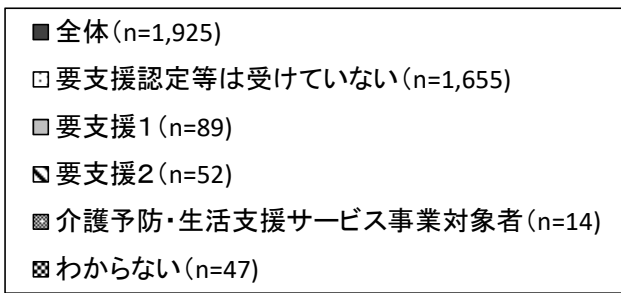 全体(n=1,925)
要支援認定等は受けていない(n=1,655)
要支援1(n=89)
要支援2(n=52)
介護予防・生活支援サービス事業対象者(n=14)
わからない(n=47)